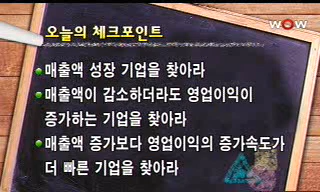 WOW
오늘의 체크포인트
매출액 성장 기업을 찾아라
매출액이 감소하더라도 영업이익이
증가하는 기업을 찾아라
매출액 증가보다 영업이익의 증가속도가
더 빠른 기업을 찾아라